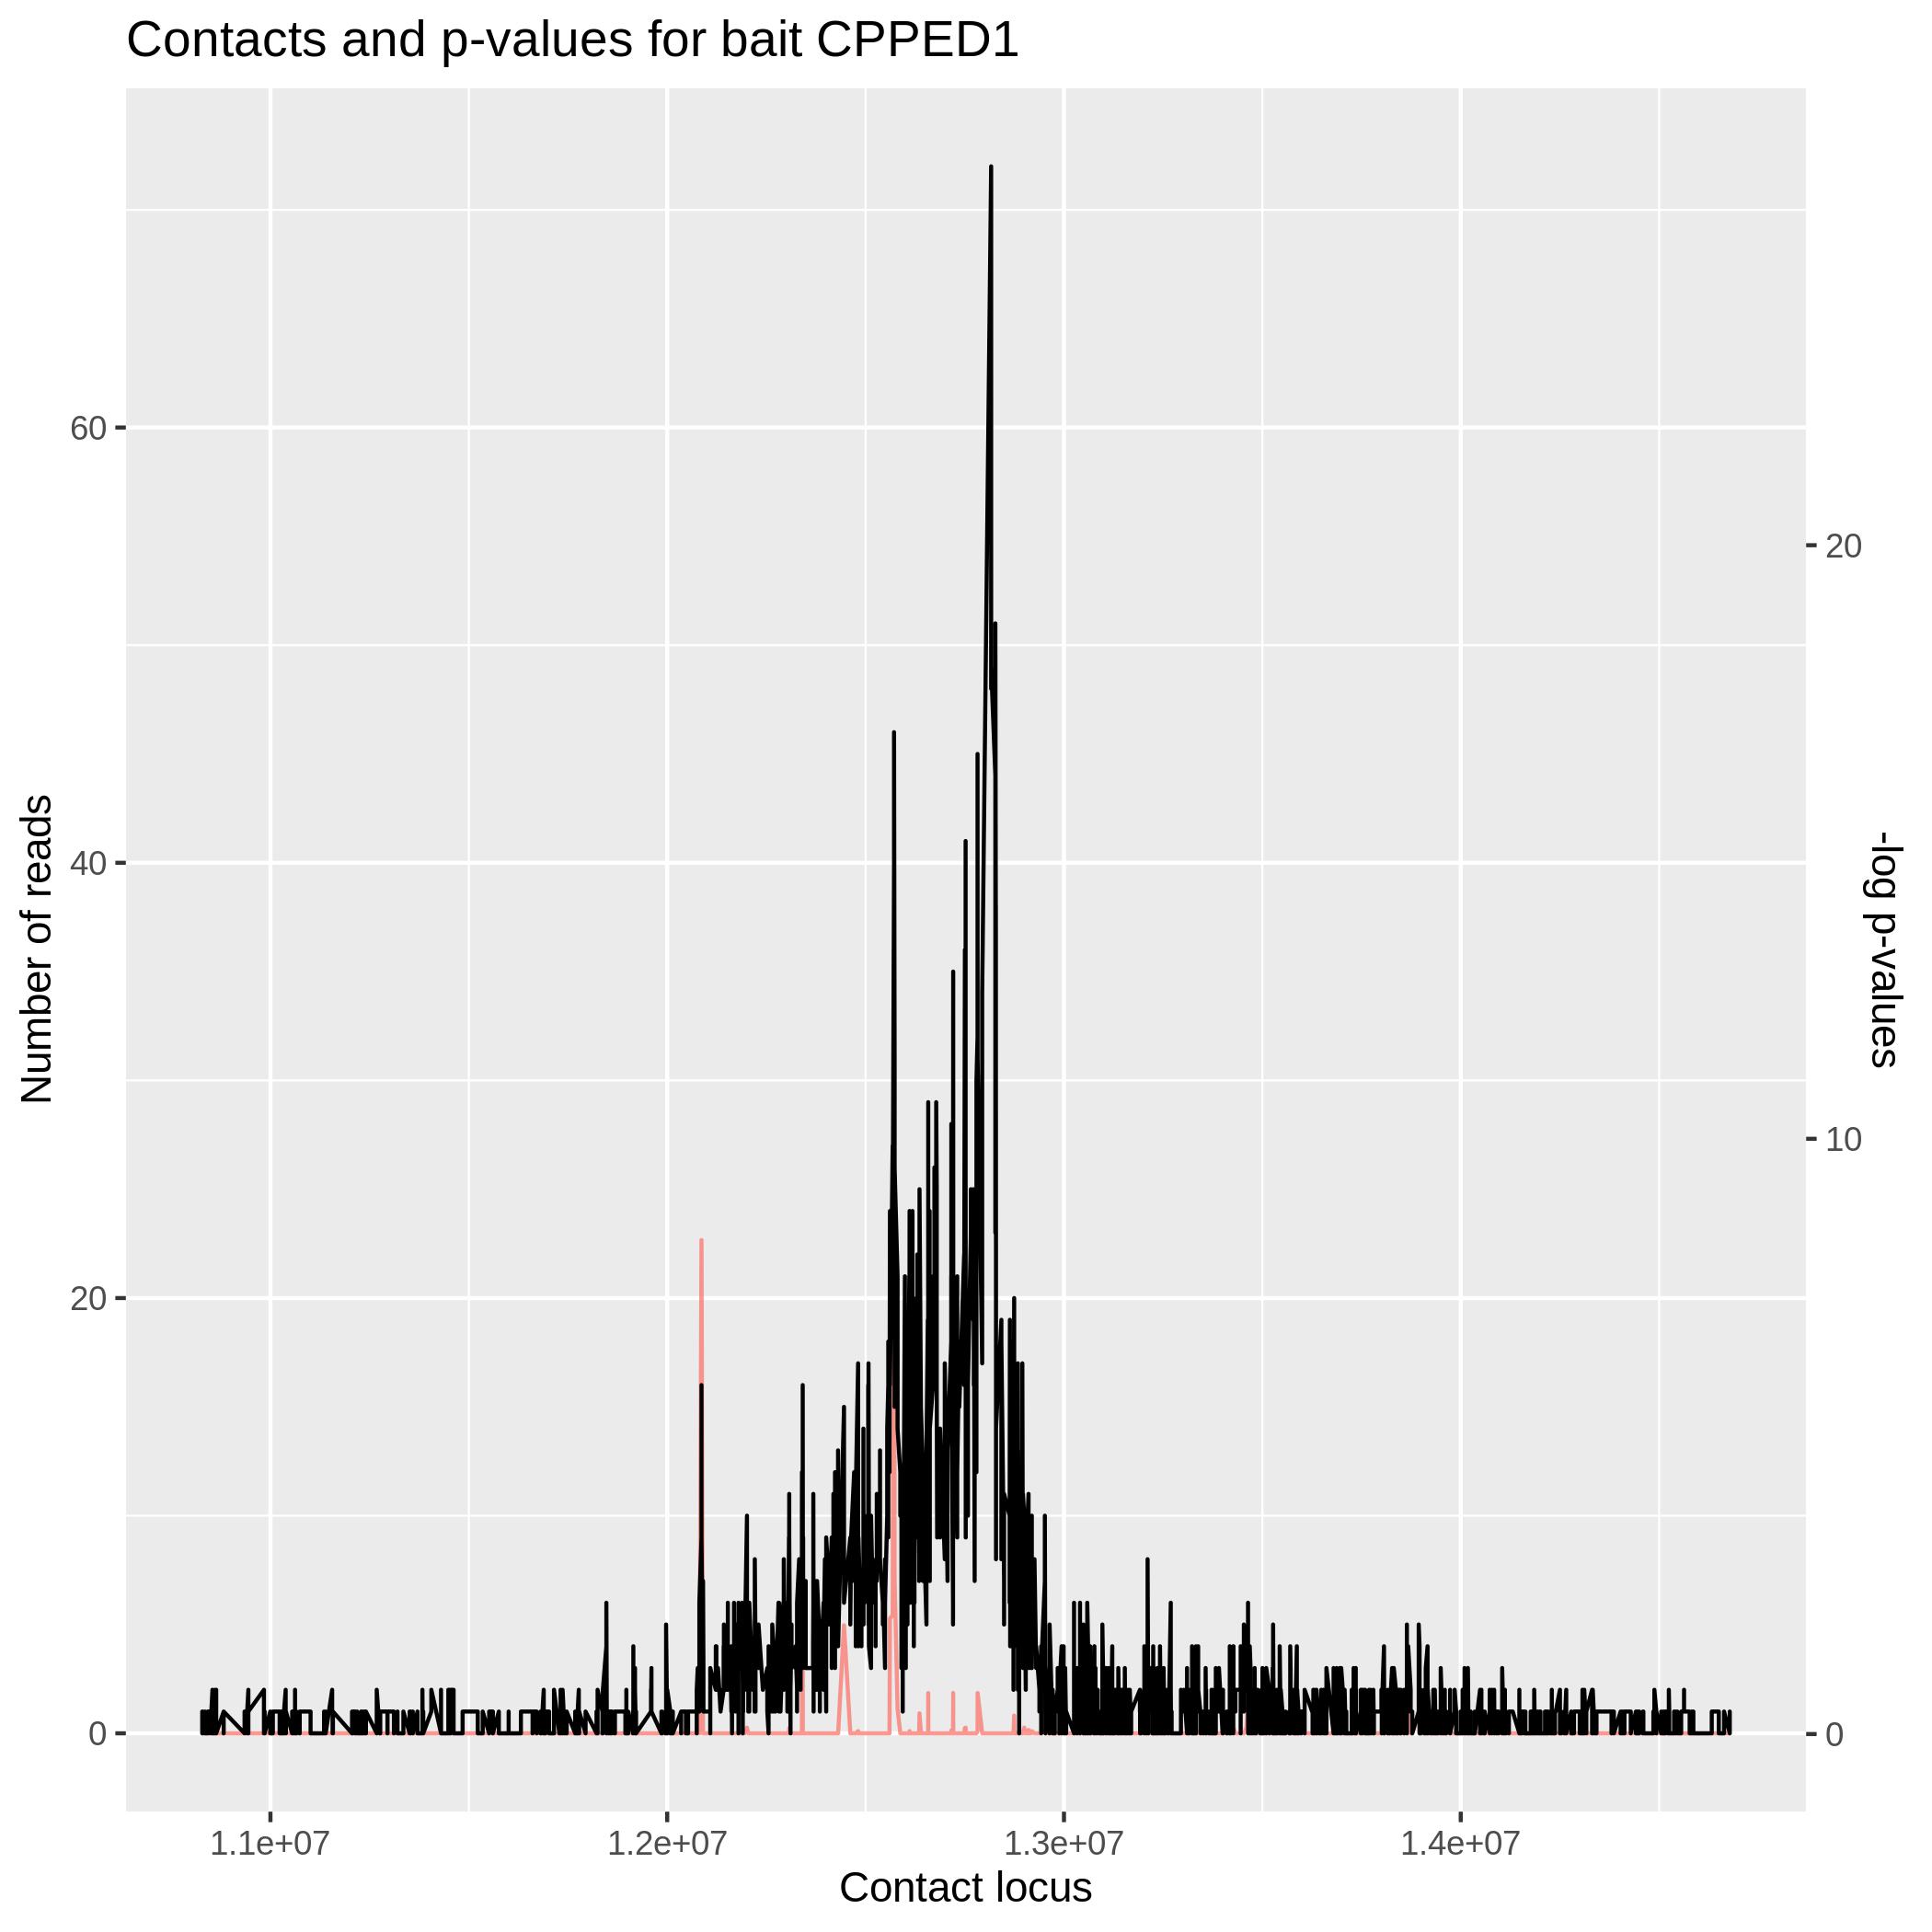 Contacts and p-values for bait CPPED1
Number of reads
60
40
20
0
20
10
0
-log p-values
1.1e+07
1.2e+07
1.3e+07
1.4e+07
Contact locus